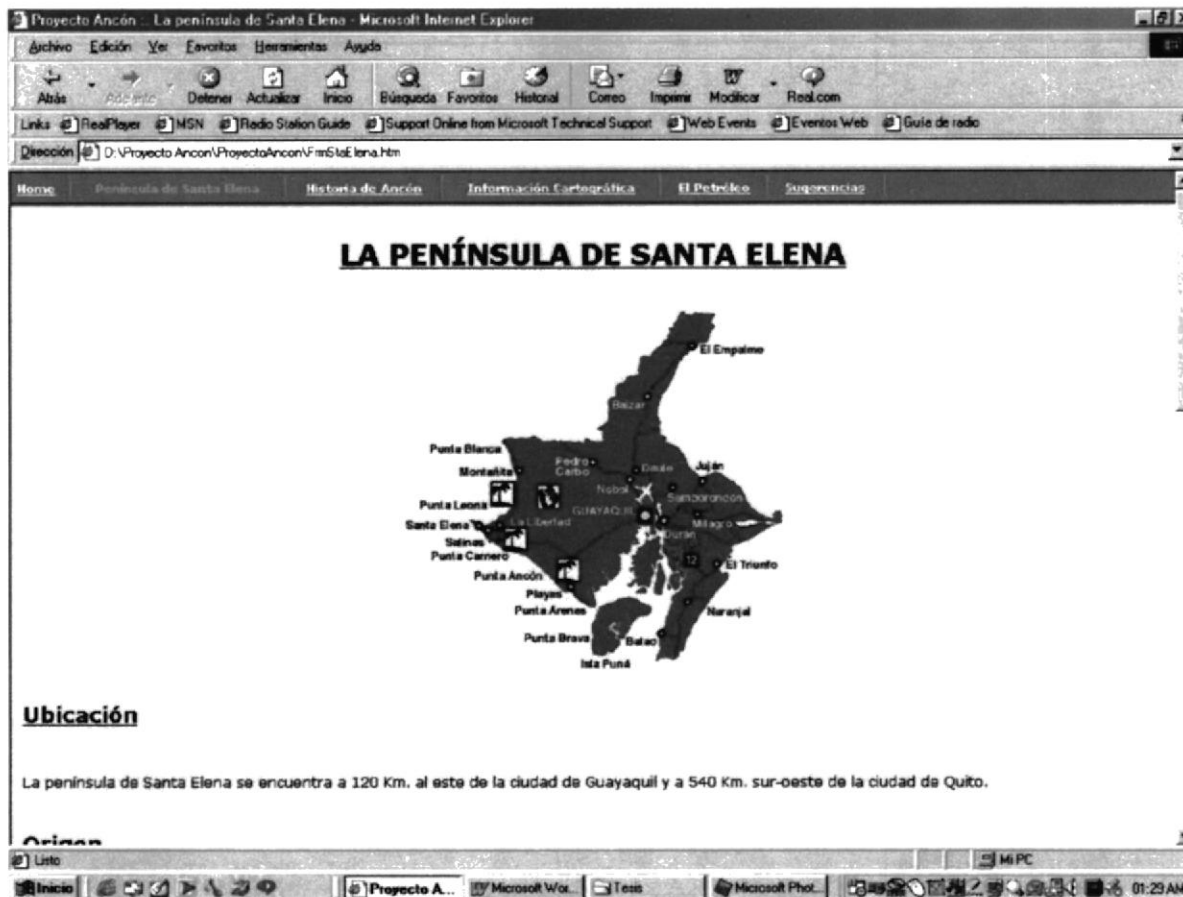 Proyecto Ancón :. La península de Santa Elena - Microsoft Internet Explorer
Archivo Edición Ver Favoritos Herramientas Ayuda
Atrás Adelante Detener Actualizar Inicio Búsqueda Favoritos Historial Correo Imprimir Modificar Real.com
Links RealPlayer MSN Radio Station Guide Support Online from Microsoft Technical Support Web Events Eventos Web Guía de radio
Dirección D:\Proyecto Ancon\ProyectoAncon\FrmStaElena.htm
Home Península de Santa Elena Historia de Ancón Información Cartográfica El Petróleo Sugerencias
LA PENÍNSULA DE SANTA ELENA
El Empalme
Balzar
Punta Blanca
Pedro Carbo
Daule
Juján
Montañita
Nobol
Samborondón
Punta Leona
GUAYAQUIL
Santa Elena
La Libertad
Milagro
Salinas
Durán
Punta Carnero
12
El Triunfo
Punta Ancón
Playas
Punta Arenes
Naranjal
Punta Brava
Balao
Isla Puná
Ubicación
La península de Santa Elena se encuentra a 120 Km. al este de la ciudad de Guayaquil y a 540 Km. sur-oeste de la ciudad de Quito.
Origen
Listo Mi PC
Inicio Proyecto A... Microsoft Wor... Tesis Microsoft Phot... 01:29 AM